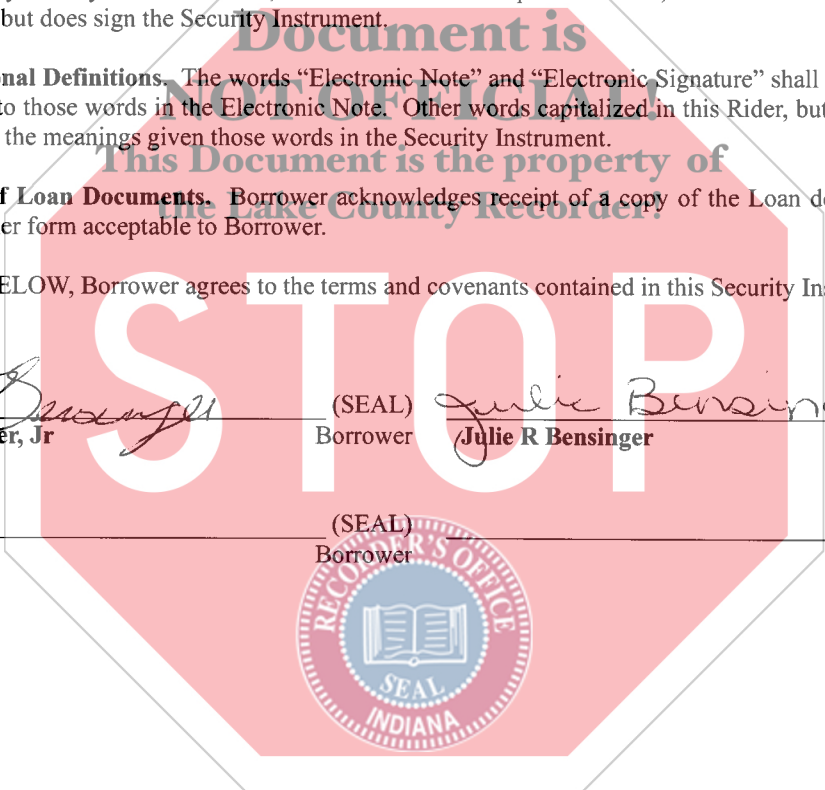 but does sign the Security Instrument.
Document is
nal Definitions. The words “Electronic Note” and “Electronic Signature” shall
NOT OFFICIAL!
to those words in the Electronic Note. Other words capitalized in this Rider, but
the meanings given those words in the Security Instrument.
This Document is the property of
f Loan Documents. Borrower acknowledges receipt of a copy of the Loan d
the Lake County Recorder!
er form acceptable to Borrower.
ELOW, Borrower agrees to the terms and covenants contained in this Security Ins
STOP
Bensinger (SEAL) Julie Bensing
er, Jr Borrower Julie R Bensinger
(SEAL)
Borrower
RECORDER'S OFFICE
SEAL
INDIANA